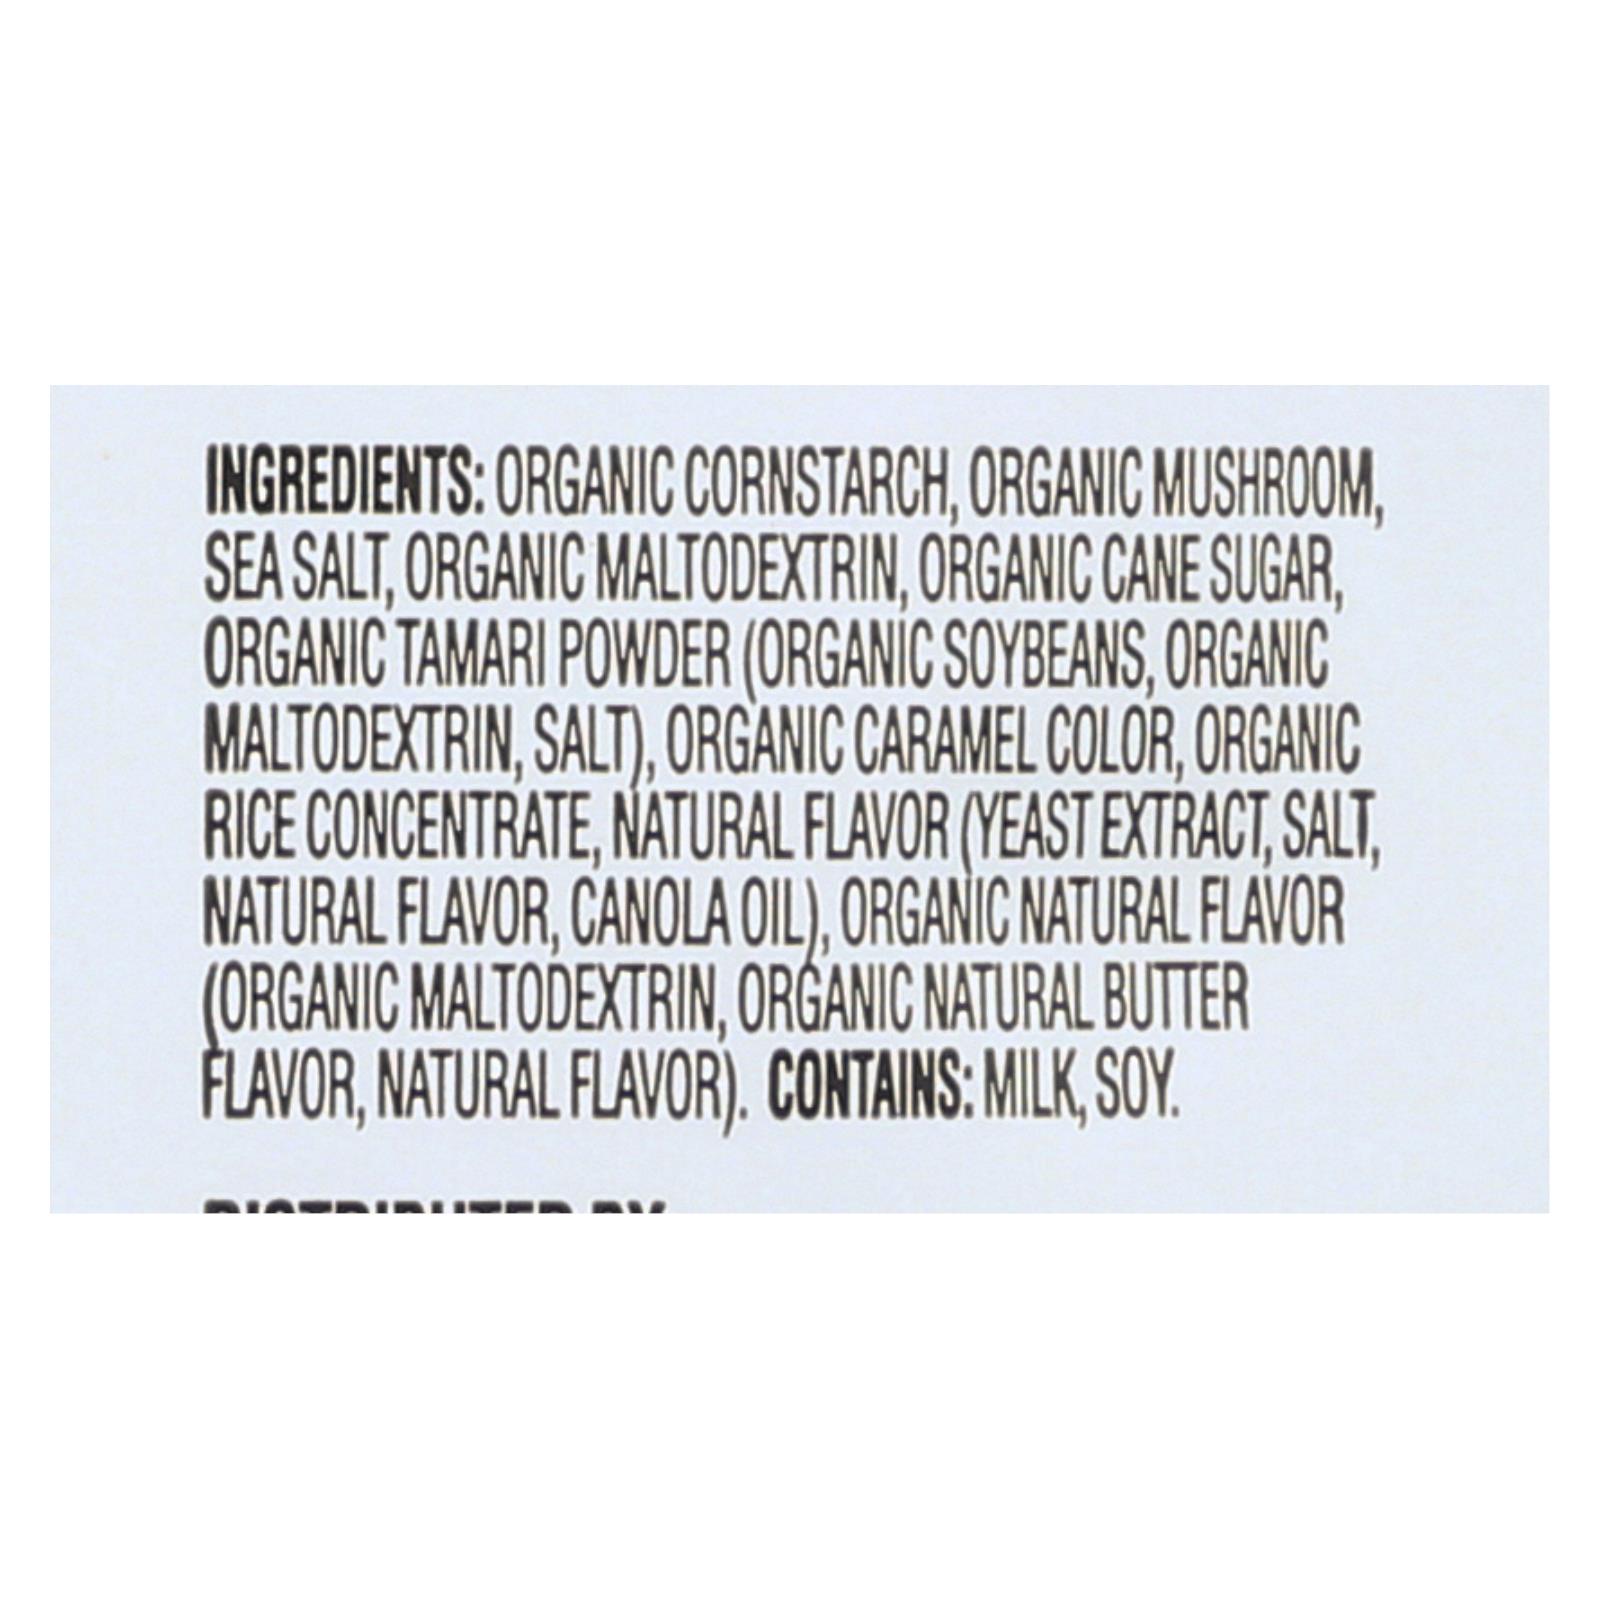 INGREDIENTS: ORGANIC CORNSTARCH, ORGANIC MUSHROOM,
SEA SALT, ORGANIC MALTODEXTRIN, ORGANIC CANE SUGAR,
ORGANIC TAMARI POWDER (ORGANIC SOYBEANS, ORGANIC
MALTODEXTRIN, SALT), ORGANIC CARAMEL COLOR, ORGANIC
RICE CONCENTRATE, NATURAL FLAVOR (YEAST EXTRACT, SALT,
NATURAL FLAVOR, CANOLA OIL), ORGANIC NATURAL FLAVOR
(ORGANIC MALTODEXTRIN, ORGANIC NATURAL BUTTER
FLAVOR, NATURAL FLAVOR). CONTAINS: MILK, SOY.
DISTRIBUTED BY